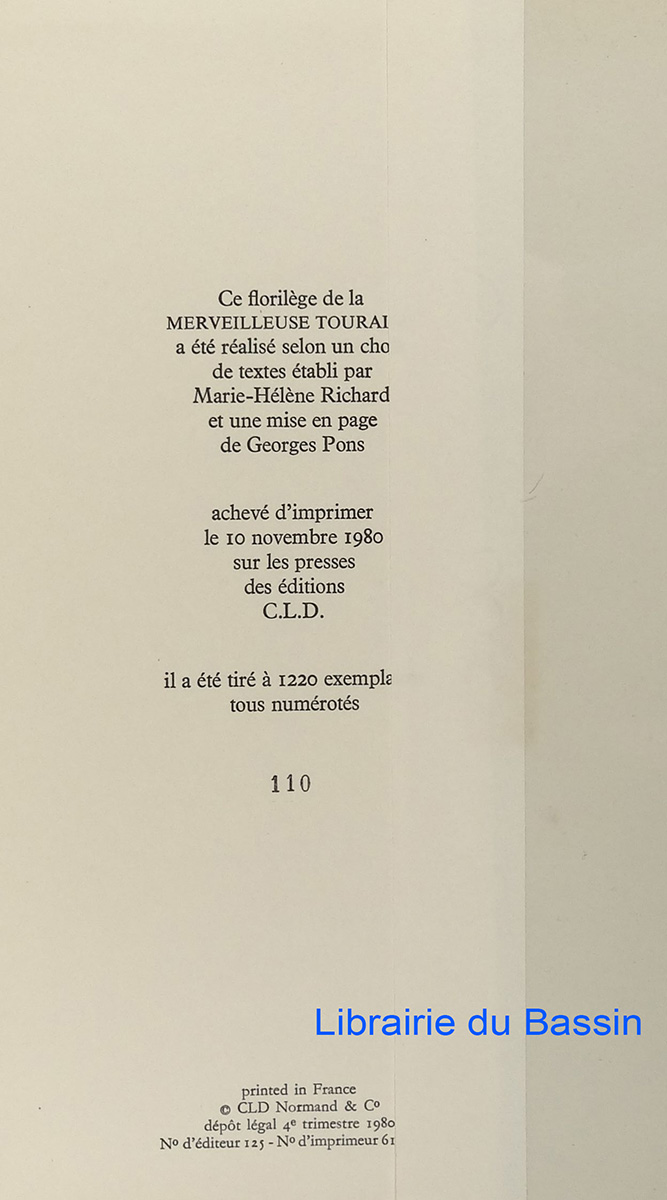 Ce florilège de la
MERVEILLEUSE TOURAI
a été réalisé selon un cho
de textes établi par
Marie-Hélène Richard
et une mise en page
de Georges Pons
achevé d'imprimer
le 10 novembre 1980
sur les presses
des éditions
C.L.D.
il a été tiré à 1220 exempla
tous numérotés
110
Librairie du Bassin
printed in France
© CLD Normand & Cº
dépôt légal 4e trimestre 1980
Nº d'éditeur 125 - Nº d'imprimeur 61